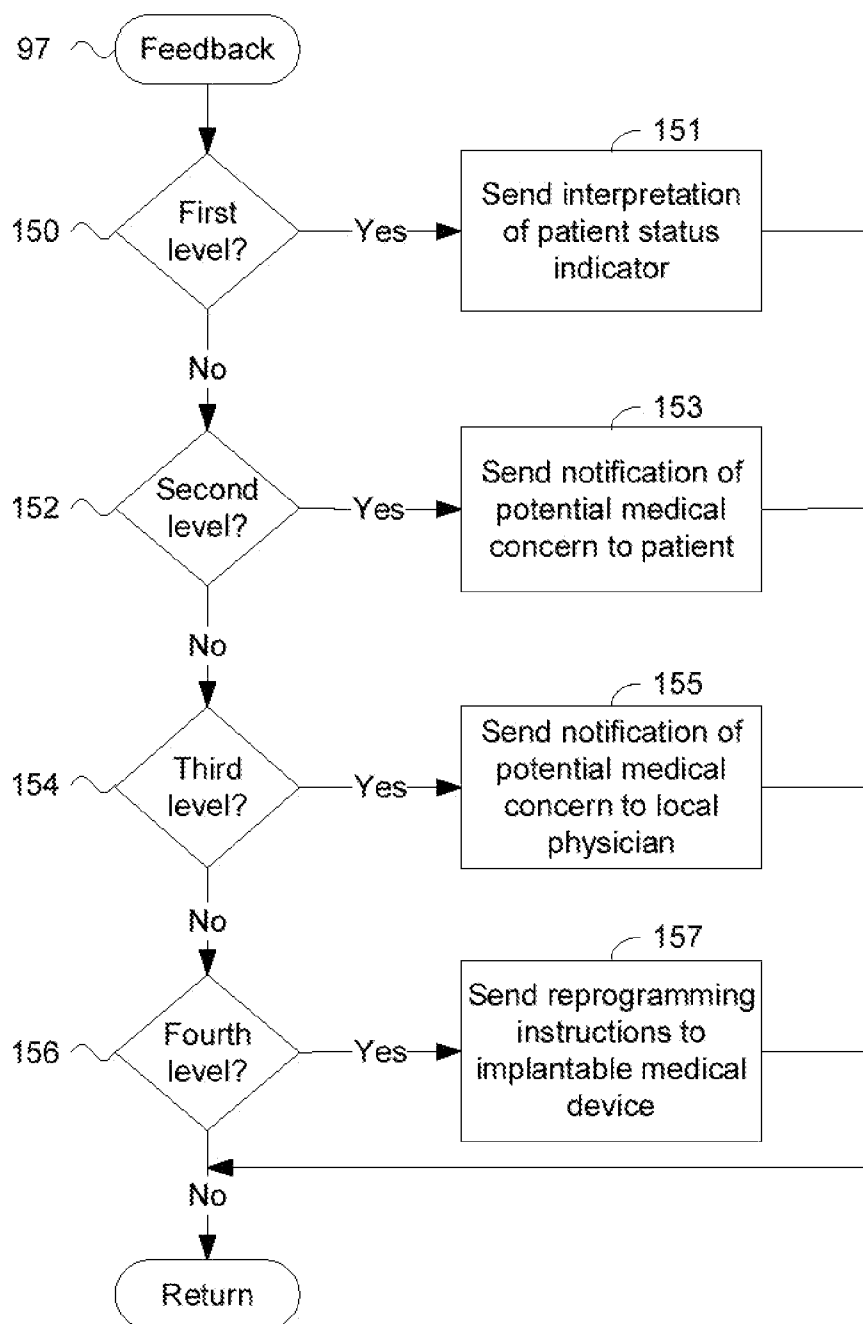 97
Feedback
151
150
First
level?
Yes
Send interpretation
of patient status
indicator
No
153
152
Second
level?
Yes
Send notification of
potential medical
concern to patient
No
155
154
Third
level?
Yes
Send notification of
potential medical
concern to local
physician
No
157
156
Fourth
level?
Yes
Send reprogramming
instructions to
implantable medical
device
No
Return